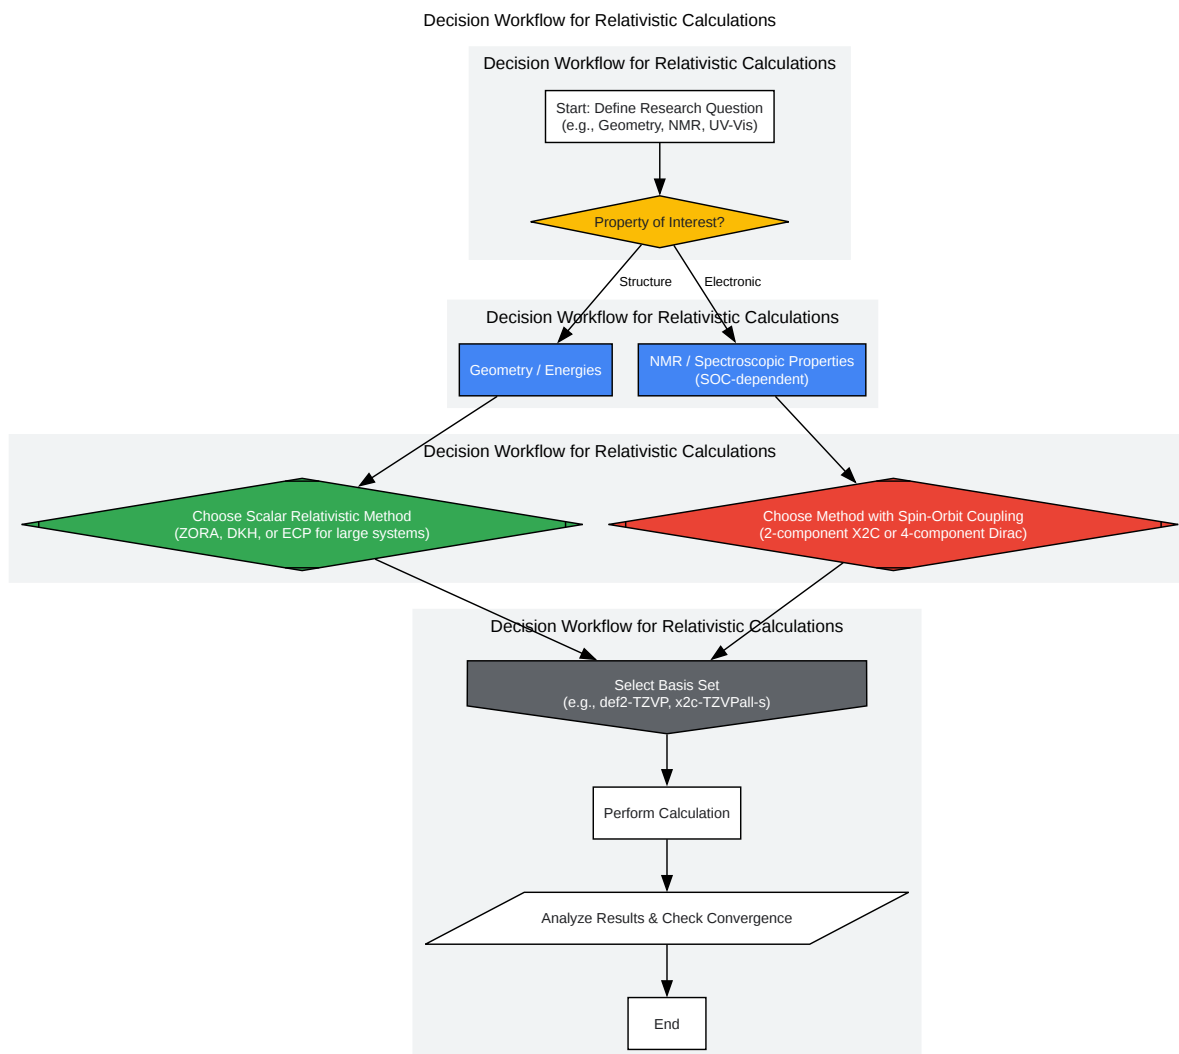 Decision Workflow for Relativistic Calculations
Decision Workflow for Relativistic Calculations
Start: Define Research Question
(e.g., Geometry, NMR, UV-Vis)
Property of Interest?
Structure
Electronic
Decision Workflow for Relativistic Calculations
Geometry / Energies
NMR / Spectroscopic Properties
(SOC-dependent)
Decision Workflow for Relativistic Calculations
Choose Scalar Relativistic Method
(ZORA, DKH, or ECP for large systems)
Choose Method with Spin-Orbit Coupling
(2-component X2C or 4-component Dirac)
Decision Workflow for Relativistic Calculations
Select Basis Set
(e.g., def2-TZVP, x2c-TZVPall-s)
Perform Calculation
Analyze Results & Check Convergence
End